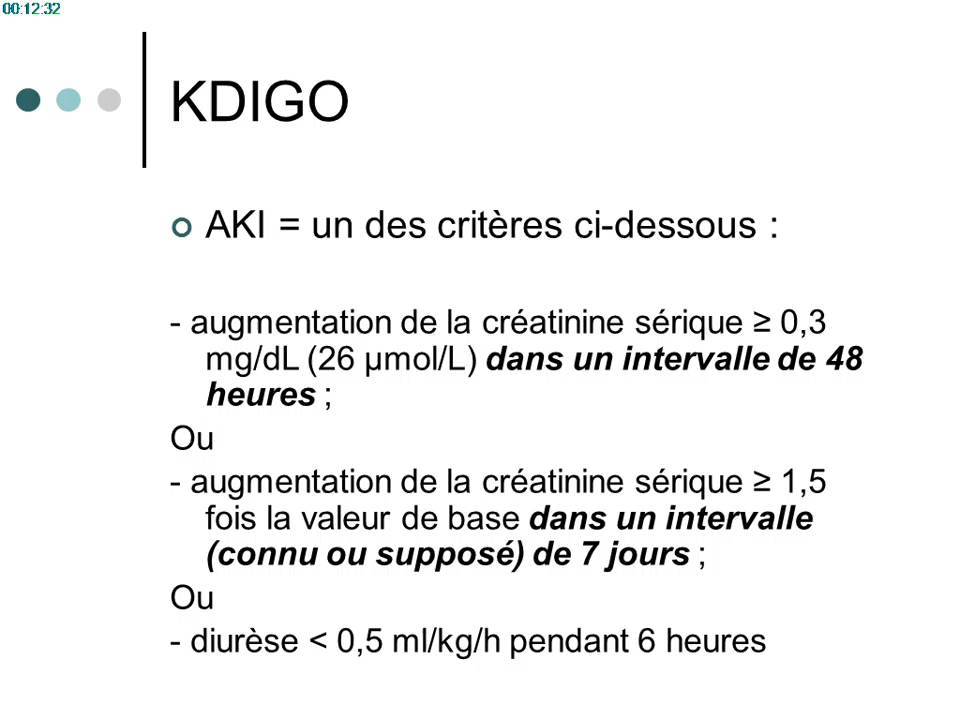 00:12:32
KDIGO
AKI = un des critères ci-dessous :
- augmentation de la créatinine sérique ≥ 0,3
mg/dL (26 µmol/L) dans un intervalle de 48
heures ;
Ou
- augmentation de la créatinine sérique ≥ 1,5
fois la valeur de base dans un intervalle
(connu ou supposé) de 7 jours ;
Ou
- diurèse < 0,5 ml/kg/h pendant 6 heures